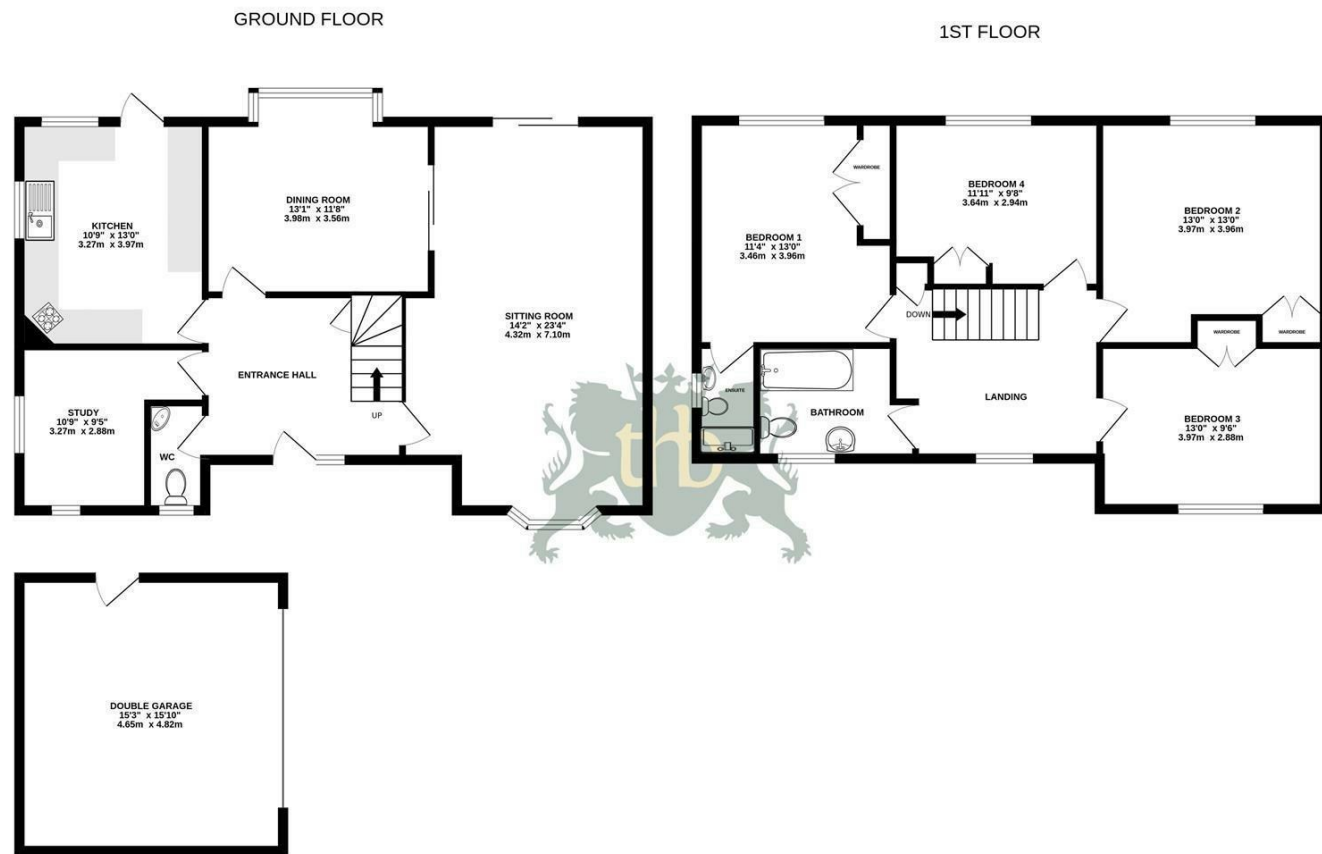 GROUND FLOOR
1ST FLOOR
KITCHEN
10'9" x 13'0"
3.27m x 3.97m
DINING ROOM
13'1" x 11'8"
3.98m x 3.56m
SITTING ROOM
14'2" x 23'4"
4.32m x 7.10m
ENTRANCE HALL
UP
STUDY
10'9" x 9'5"
3.27m x 2.88m
WC
DOUBLE GARAGE
15'3" x 15'10"
4.65m x 4.82m
BEDROOM 1
11'4" x 13'0"
3.46m x 3.96m
WARDROBE
BEDROOM 4
11'11" x 9'8"
3.64m x 2.94m
BEDROOM 2
13'0" x 13'0"
3.97m x 3.96m
DOWN
WARDROBE
WARDROBE
ENSUITE
BATHROOM
LANDING
BEDROOM 3
13'0" x 9'6"
3.97m x 2.88m
thb